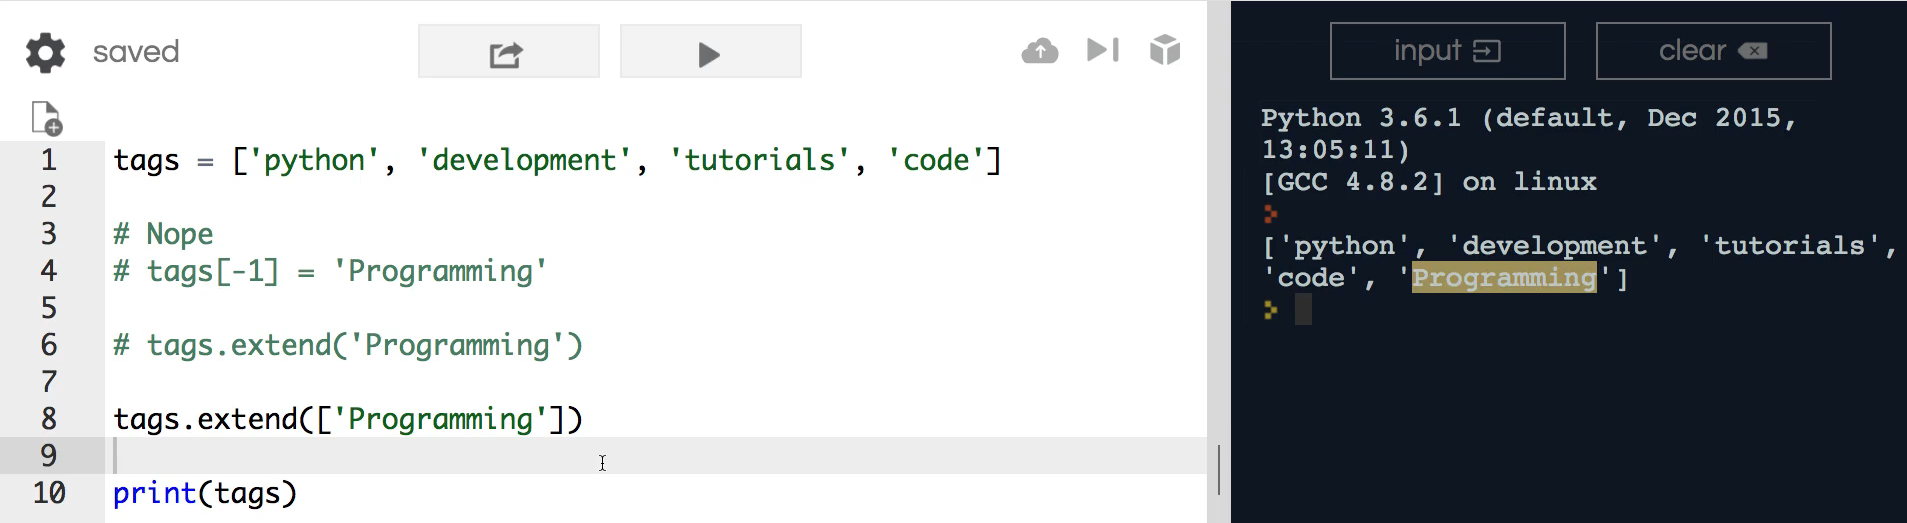 saved
1 tags = ['python', 'development', 'tutorials', 'code']
2
3 # Nope
4 # tags[-1] = 'Programming'
5
6 # tags.extend('Programming')
7
8 tags.extend(['Programming'])
9
10 print(tags)
input clear
Python 3.6.1 (default, Dec 2015,
13:05:11)
[GCC 4.8.2] on linux
>
['python', 'development', 'tutorials',
'code', 'Programming']
>